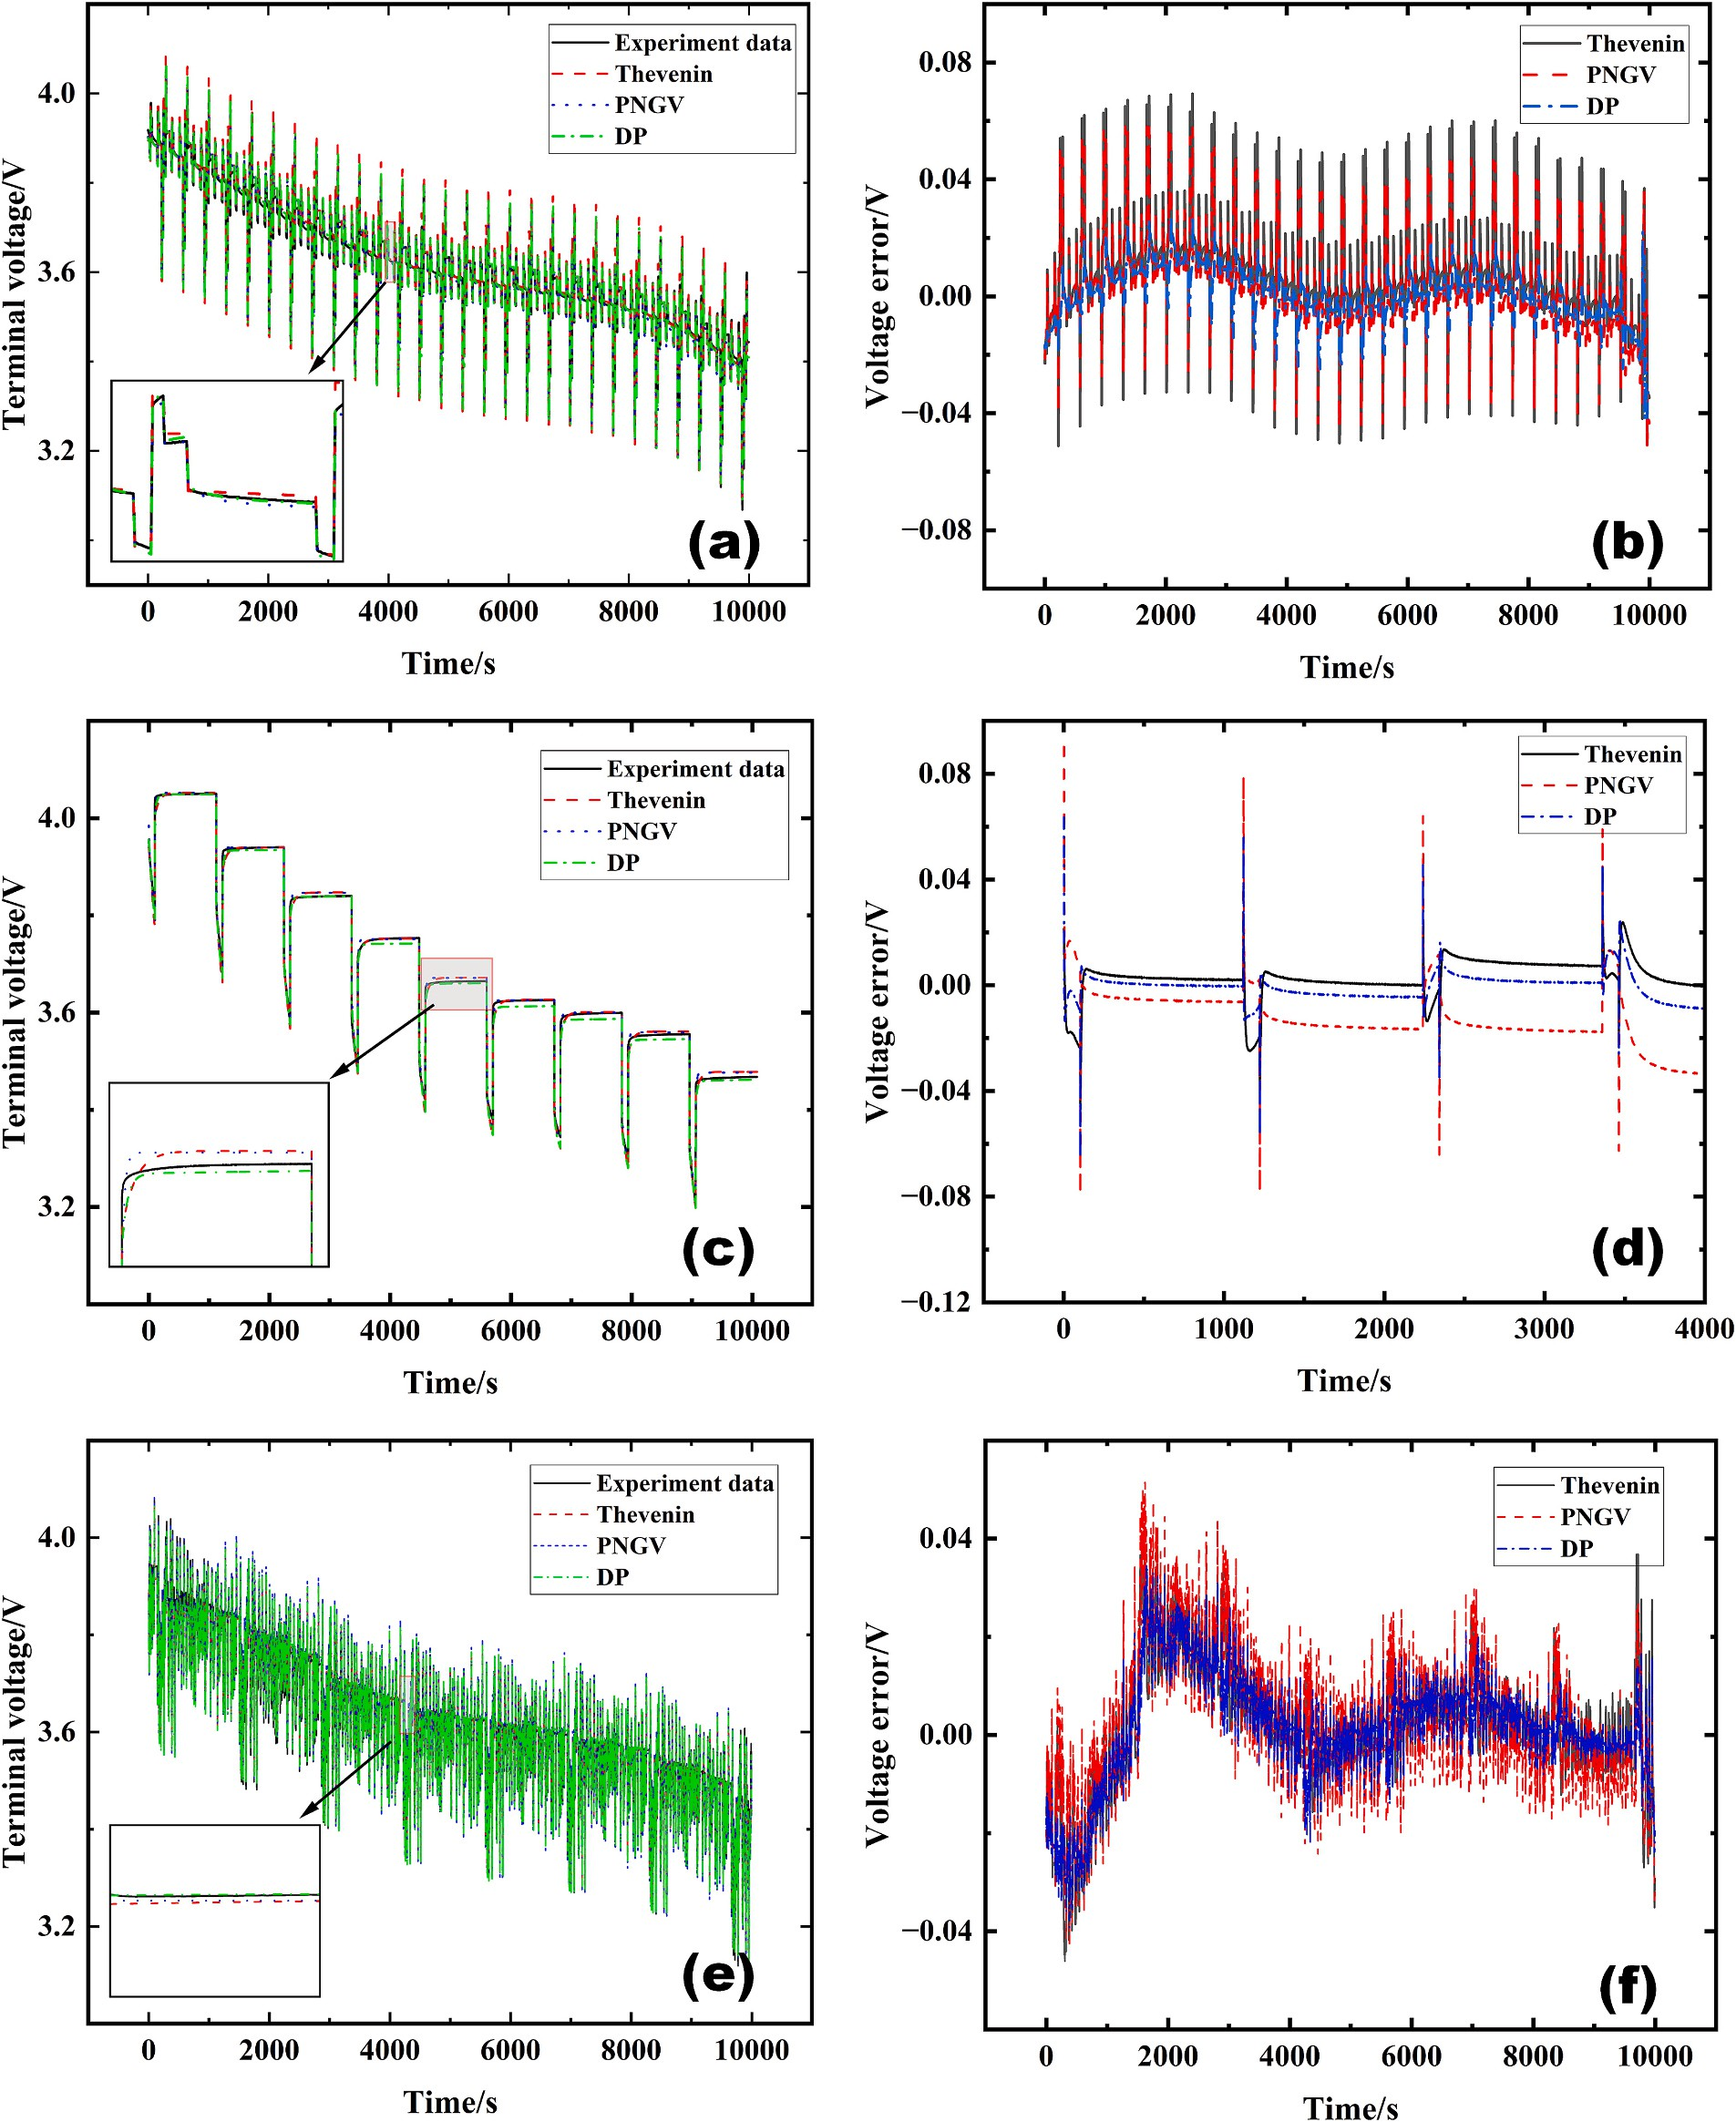 Experiment data
Thevenin
PNGV
DP
4.0
3.6
3.2
Terminal voltage/V
(a)
0 2000 4000 6000 8000 10000
Time/s
Thevenin
PNGV
DP
0.08
0.04
0.00
−0.04
−0.08
Voltage error/V
(b)
0 2000 4000 6000 8000 10000
Time/s
Experiment data
Thevenin
PNGV
DP
4.0
3.6
3.2
Terminal voltage/V
(c)
0 2000 4000 6000 8000 10000
Time/s
Thevenin
PNGV
DP
0.08
0.04
0.00
−0.04
−0.08
−0.12
Voltage error/V
(d)
0 1000 2000 3000 4000
Time/s
Experiment data
Thevenin
PNGV
DP
4.0
3.6
3.2
Terminal voltage/V
(e)
0 2000 4000 6000 8000 10000
Time/s
Thevenin
PNGV
DP
0.04
0.00
−0.04
Voltage error/V
(f)
0 2000 4000 6000 8000 10000
Time/s